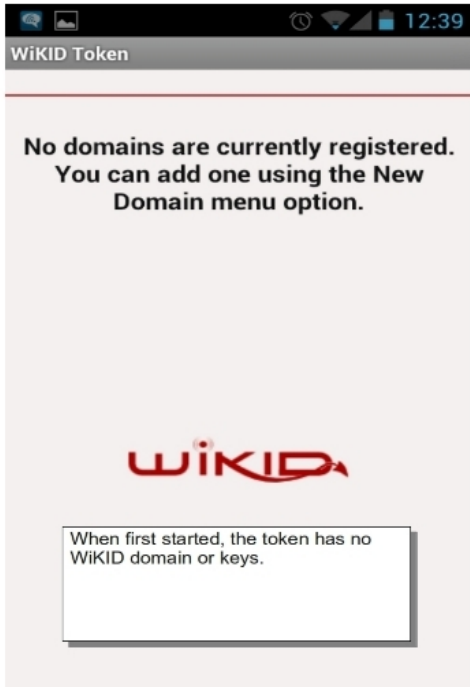 12:39
WiKID Token
No domains are currently registered.
You can add one using the New
Domain menu option.
WiKID
When first started, the token has no
WiKID domain or keys.